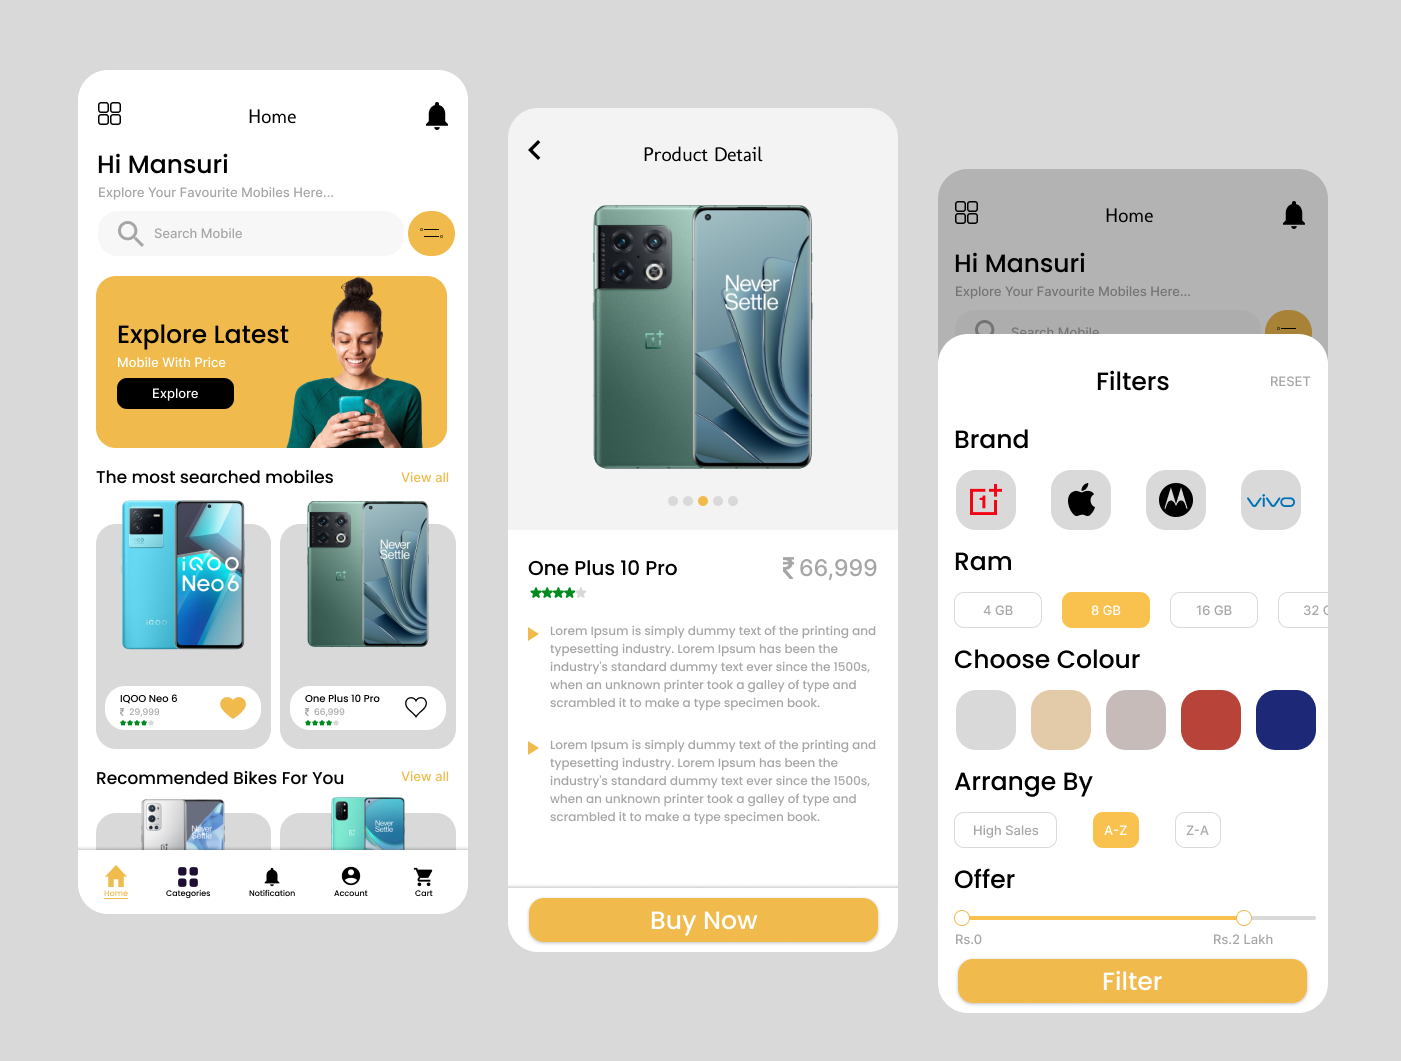 Home
Hi Mansuri
Explore Your Favourite Mobiles Here...
Search Mobile
Explore Latest
Mobile With Price
Explore
The most searched mobiles
View all
iQOO
Neo6
iQOO
Never
Settle
IQOO Neo 6
₹ 29,999
One Plus 10 Pro
₹ 66,999
Recommended Bikes For You
View all
Never
Settle
Never
Settle
Home
Categories
Notification
Account
Cart
Product Detail
Never
Settle
One Plus 10 Pro
₹ 66,999
Lorem Ipsum is simply dummy text of the printing and
typesetting industry. Lorem Ipsum has been the
industry's standard dummy text ever since the 1500s,
when an unknown printer took a galley of type and
scrambled it to make a type specimen book.
Lorem Ipsum is simply dummy text of the printing and
typesetting industry. Lorem Ipsum has been the
industry's standard dummy text ever since the 1500s,
when an unknown printer took a galley of type and
scrambled it to make a type specimen book.
Buy Now
Home
Hi Mansuri
Explore Your Favourite Mobiles Here...
Search Mobile
Filters
RESET
Brand
1+
vivo
Ram
4 GB
8 GB
16 GB
32 G
Choose Colour
Arrange By
High Sales
A-Z
Z-A
Offer
Rs.0
Rs.2 Lakh
Filter